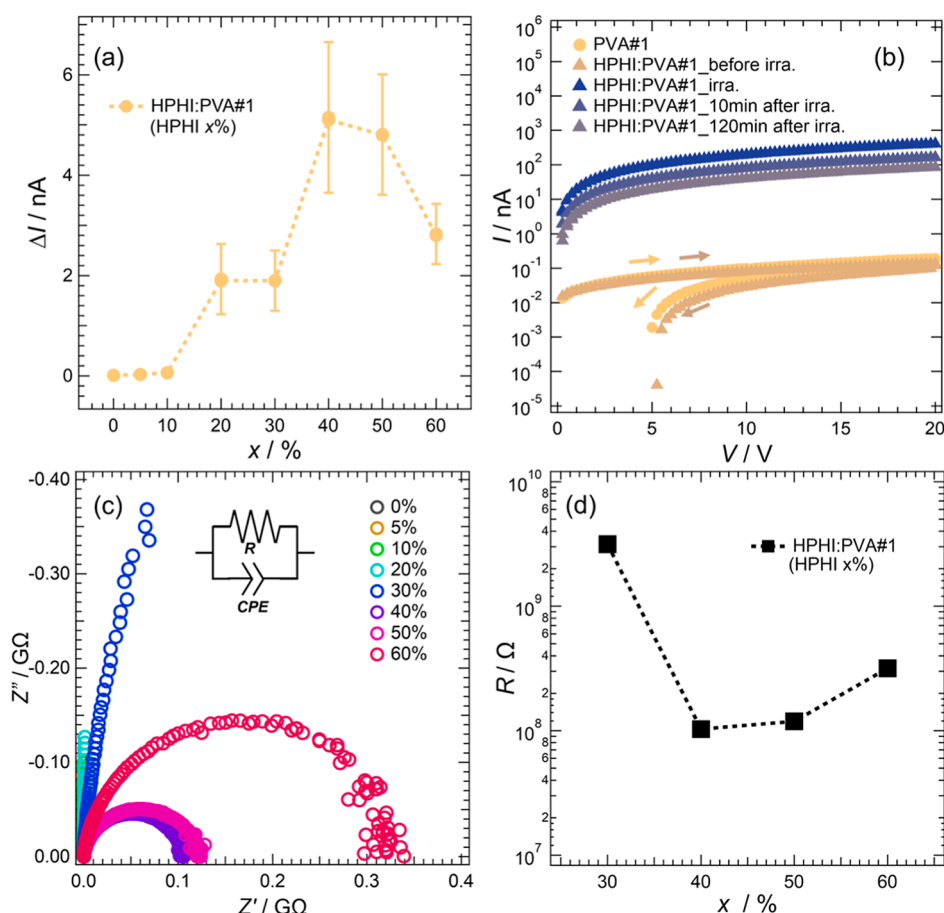 (a)
HPHI:PVA#1
(HPHI x%)
6
4
2
0
ΔI / nA
0 10 20 30 40 50 60
x / %
(b)
PVA#1
HPHI:PVA#1_before irra.
HPHI:PVA#1_irra.
HPHI:PVA#1_10min after irra.
HPHI:PVA#1_120min after irra.
10⁶
10⁵
10⁴
10³
10²
10¹
10⁰
10⁻¹
10⁻²
10⁻³
10⁻⁴
10⁻⁵
I / nA
0 5 10 15 20
V / V
(c)
R
CPE
0%
5%
10%
20%
30%
40%
50%
60%
-0.40
-0.30
-0.20
-0.10
0.00
Z″ / GΩ
0.0 0.1 0.2 0.3 0.4
Z′ / GΩ
(d)
HPHI:PVA#1
(HPHI x%)
10¹⁰
8
6
4
2
10⁹
8
6
4
2
10⁸
8
6
4
2
10⁷
R / Ω
30 40 50 60
x / %